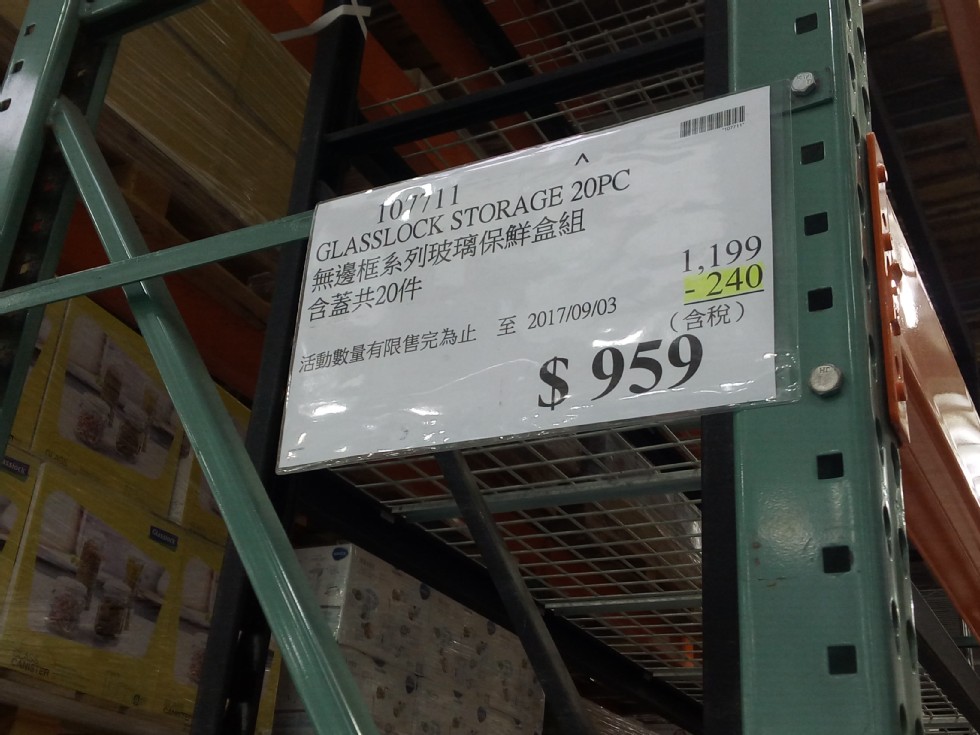 ^
107711
GLASSLOCK STORAGE 20PC
無邊框系列玻璃保鮮盒組
含蓋共20件
1,199
- 240
(含稅)
活動數量有限售完為止 至 2017/09/03
$ 959
Glasslock
CANISTER